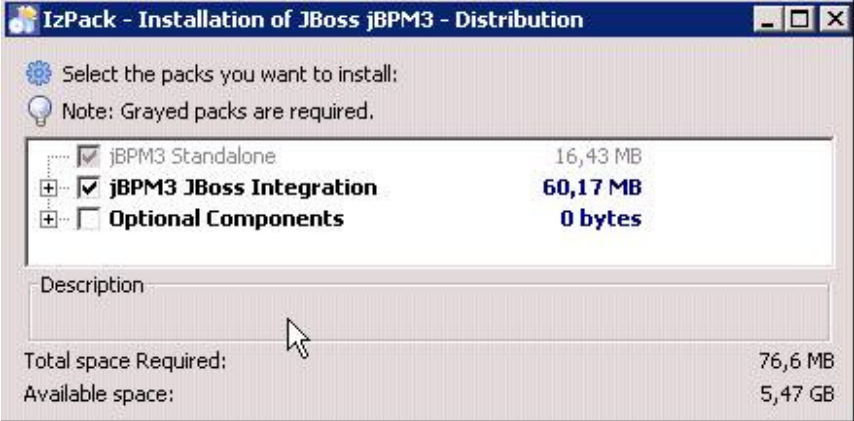 IzPack - Installation of JBoss jBPM3 - Distribution
Select the packs you want to install:
Note: Grayed packs are required.
jBPM3 Standalone 16,43 MB
jBPM3 JBoss Integration 60,17 MB
Optional Components 0 bytes
Description
Total space Required: 76,6 MB
Available space: 5,47 GB